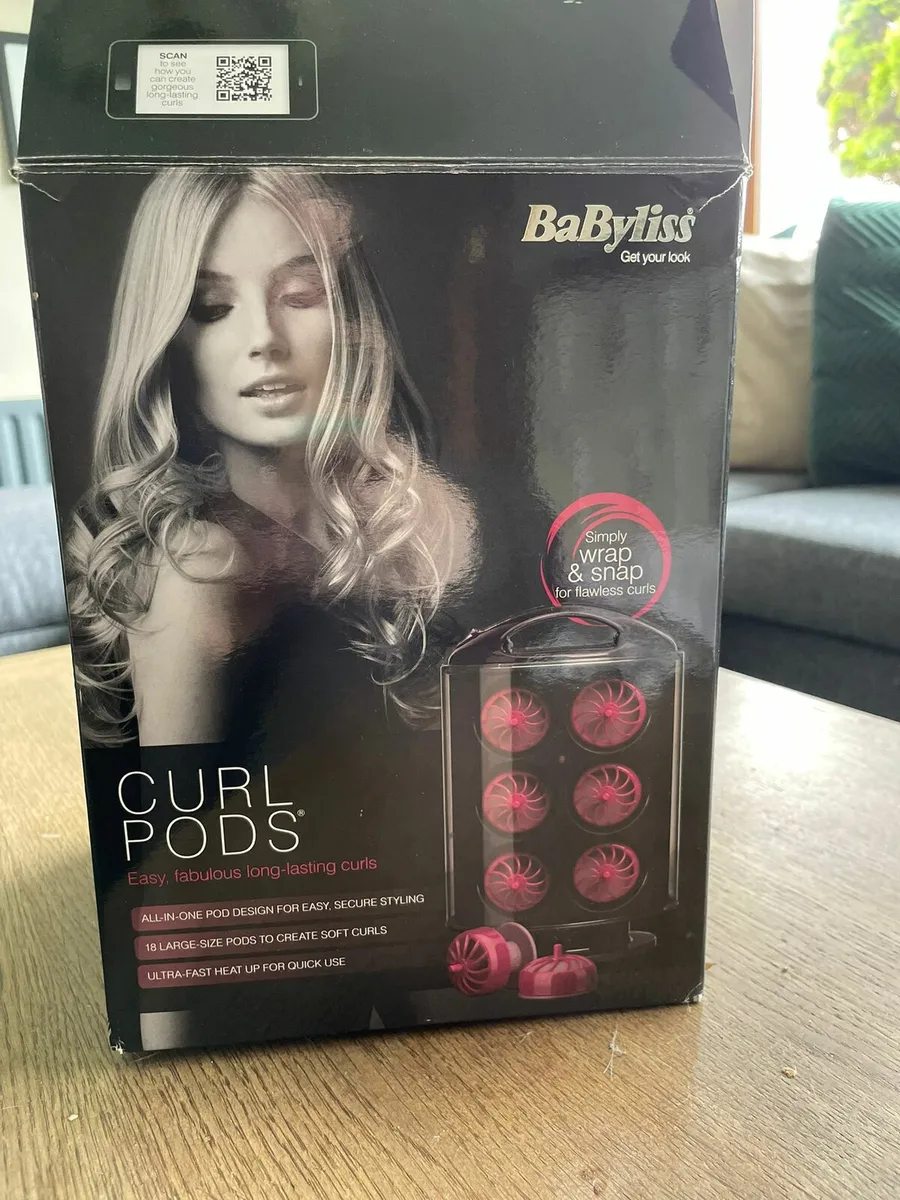 SCAN
to see
how you
can create
gorgeous
long-lasting
curls
BaByliss®
Get your look
Simply
wrap
& snap
for flawless curls
CURL
PODS®
Easy, fabulous long-lasting curls
ALL-IN-ONE POD DESIGN FOR EASY, SECURE STYLING
18 LARGE-SIZE PODS TO CREATE SOFT CURLS
ULTRA-FAST HEAT UP FOR QUICK USE